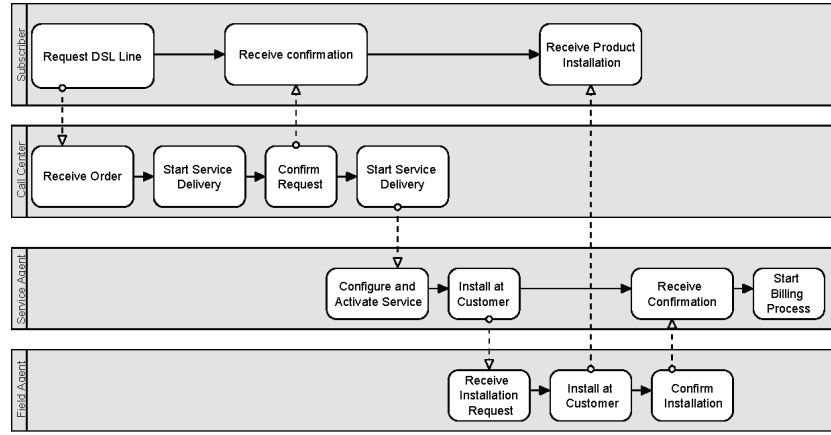 Subscriber
Request DSL Line
Receive confirmation
Receive Product
Installation
Call Center
Receive Order
Start Service
Delivery
Confirm
Request
Start Service
Delivery
Service Agent
Configure and
Activate Service
Install at
Customer
Receive
Confirmation
Start
Billing
Process
Field Agent
Receive
Installation
Request
Install at
Customer
Confirm
Installation